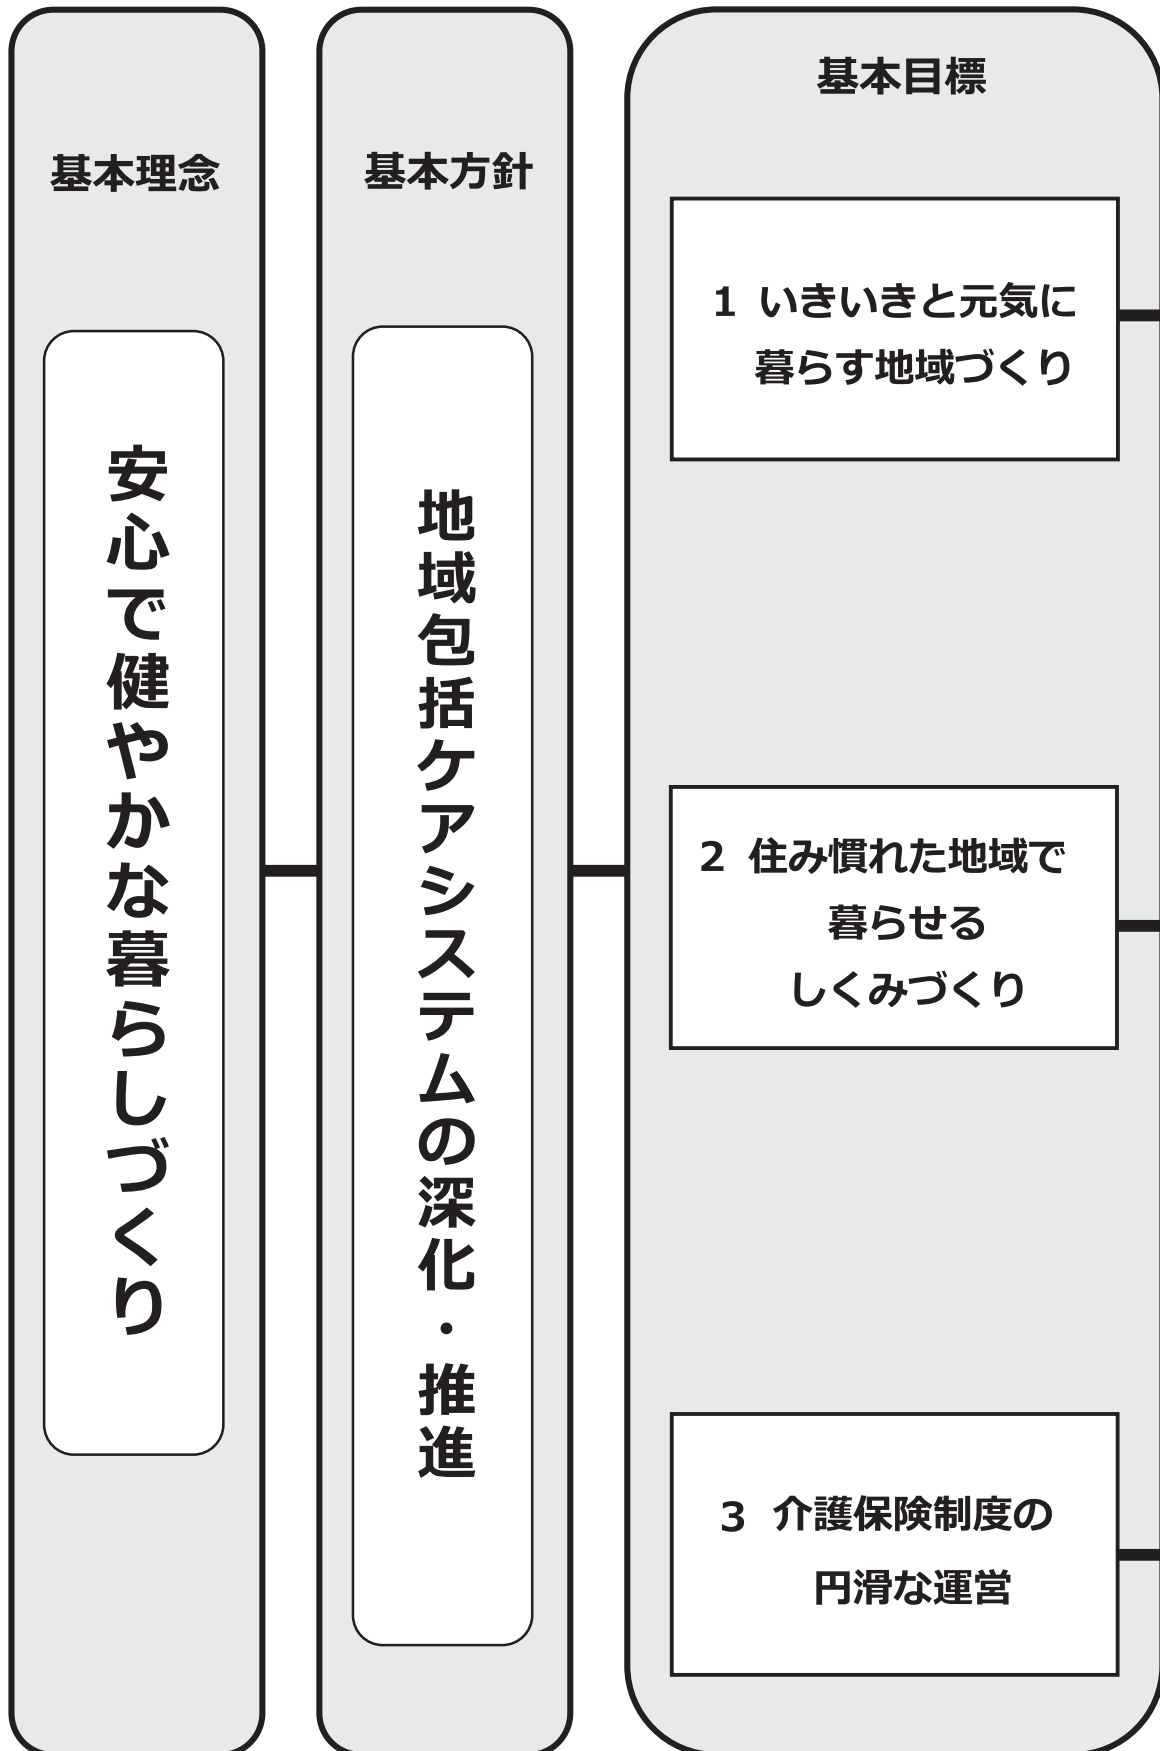 基本理念
安心で健やかな暮らしづくり
基本方針
地域包括ケアシステムの深化・推進
基本目標
1 いきいきと元気に
暮らす地域づくり
2 住み慣れた地域で
暮らせる
しくみづくり
3 介護保険制度の
円滑な運営